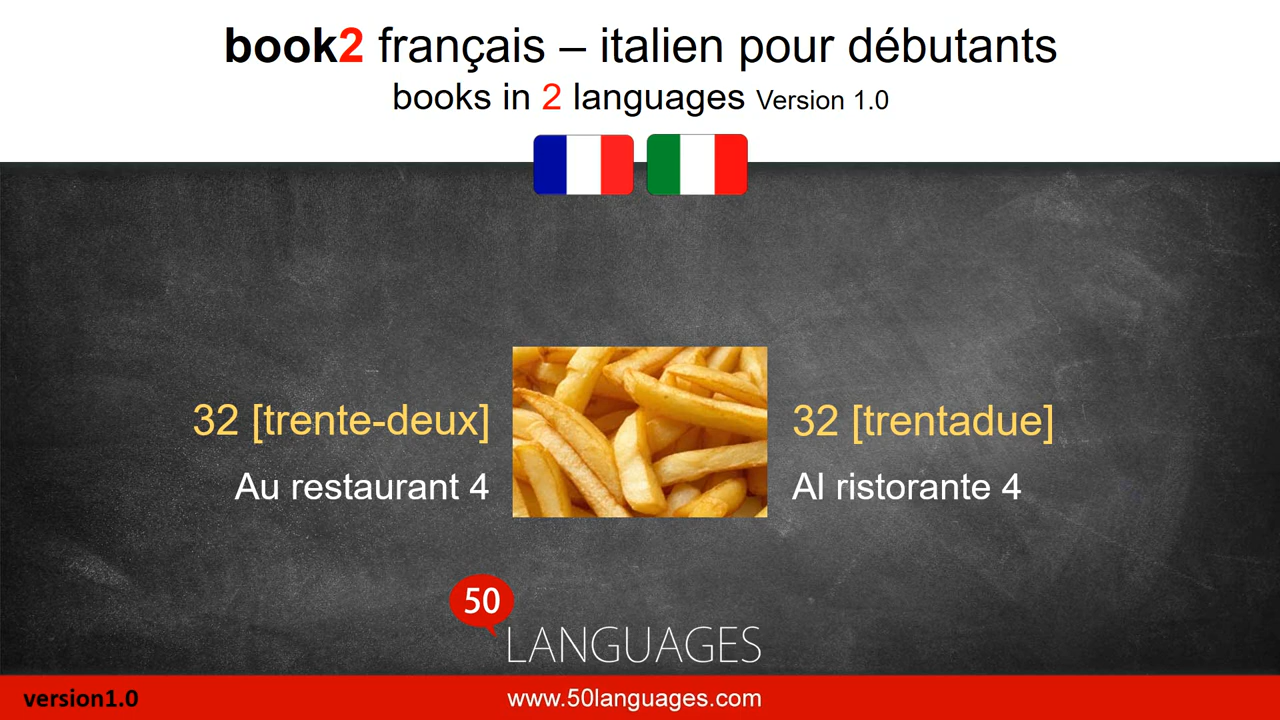 book2 français – italien pour débutants
books in 2 languages Version 1.0
32 [trente-deux]
Au restaurant 4
32 [trentadue]
Al ristorante 4
50
LANGUAGES
version1.0
www.50languages.com